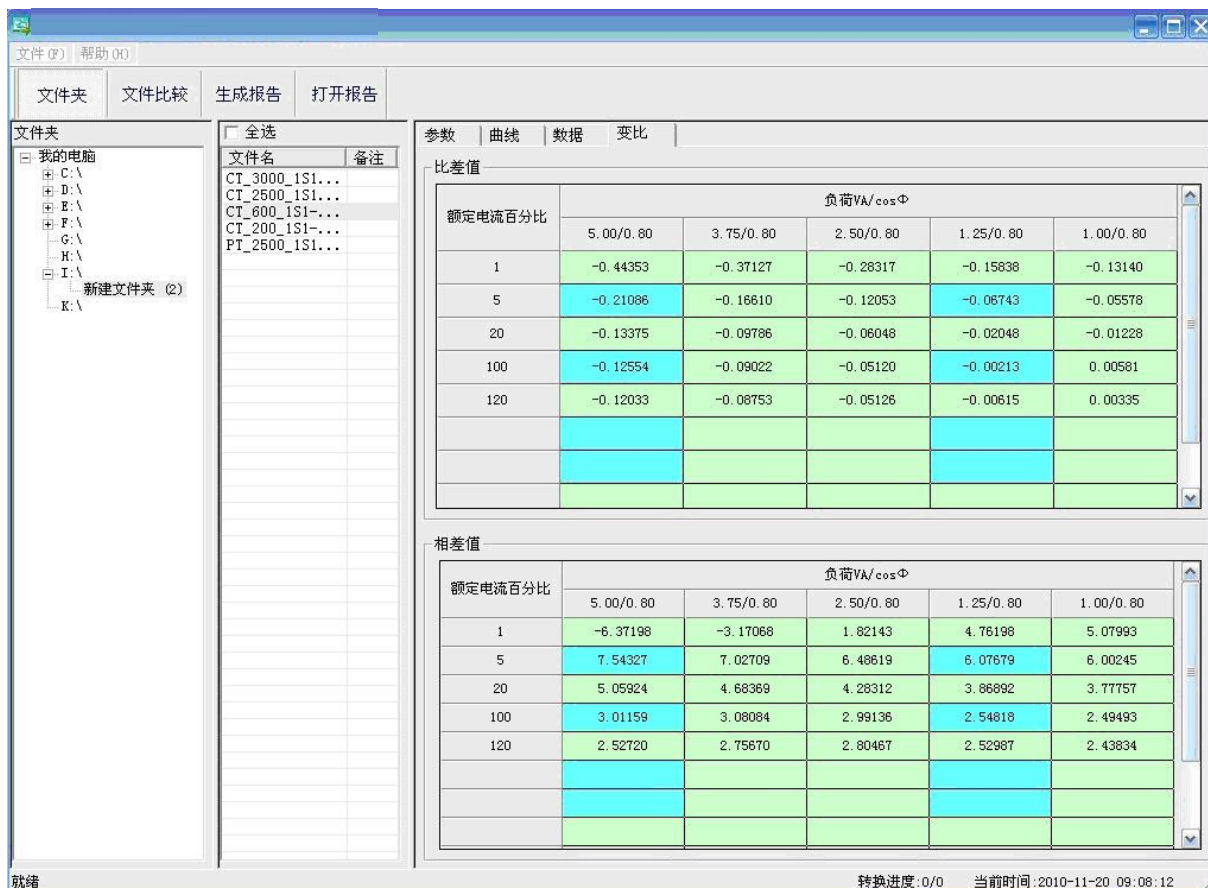 文件(F) 帮助(H)
文件夹 文件比较 生成报告 打开报告
文件夹
我的电脑
C:\
D:\
E:\
F:\
G:\
H:\
I:\
新建文件夹 (2)
K:\
全选
文件名 备注
CT_3000_1S1...
CT_2500_1S1...
CT_600_1S1-...
CT_200_1S1-...
PT_2500_1S1...
参数 曲线 数据 变比
比差值
额定电流百分比 负荷VA/cosΦ
5.00/0.80 3.75/0.80 2.50/0.80 1.25/0.80 1.00/0.80
1 -0.44353 -0.37127 -0.28317 -0.15838 -0.13140
5 -0.21086 -0.16610 -0.12053 -0.06743 -0.05578
20 -0.13375 -0.09786 -0.06048 -0.02048 -0.01228
100 -0.12554 -0.09022 -0.05120 -0.00213 0.00581
120 -0.12033 -0.08753 -0.05126 -0.00615 0.00335
相差值
额定电流百分比 负荷VA/cosΦ
5.00/0.80 3.75/0.80 2.50/0.80 1.25/0.80 1.00/0.80
1 -6.37198 -3.17068 1.82143 4.76198 5.07993
5 7.54327 7.02709 6.48619 6.07679 6.00245
20 5.05924 4.68369 4.28312 3.86892 3.77757
100 3.01159 3.08084 2.99136 2.54818 2.49493
120 2.52720 2.75670 2.80467 2.52987 2.43834
就绪 转换进度:0/0 当前时间:2010-11-20 09:08:12